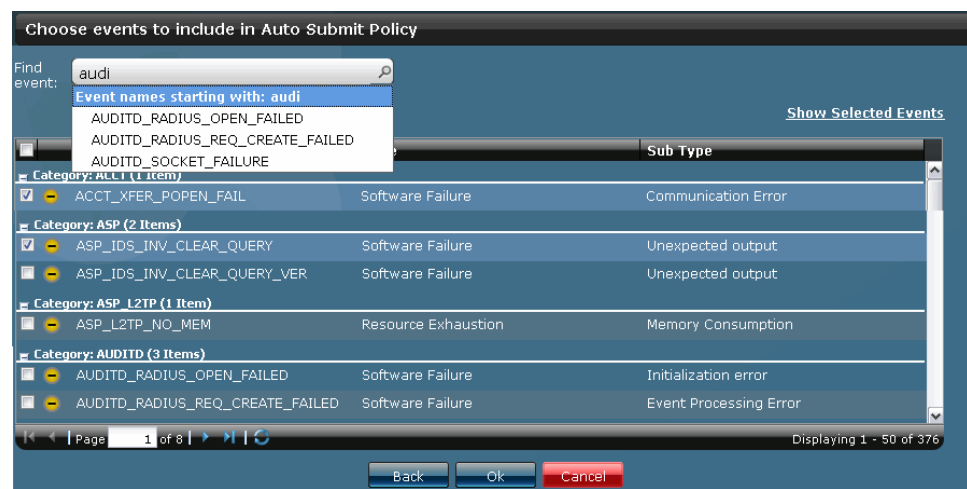 Choose events to include in Auto Submit Policy
Find event:
audi
Event names starting with: audi
AUDITD_RADIUS_OPEN_FAILED
AUDITD_RADIUS_REQ_CREATE_FAILED
AUDITD_SOCKET_FAILURE
Show Selected Events
Sub Type
Category: ACCT (1 Item)
ACCT_XFER_POPEN_FAIL Software Failure Communication Error
Category: ASP (2 Items)
ASP_IDS_INV_CLEAR_QUERY Software Failure Unexpected output
ASP_IDS_INV_CLEAR_QUERY_VER Software Failure Unexpected output
Category: ASP_L2TP (1 Item)
ASP_L2TP_NO_MEM Resource Exhaustion Memory Consumption
Category: AUDITD (3 Items)
AUDITD_RADIUS_OPEN_FAILED Software Failure Initialization error
AUDITD_RADIUS_REQ_CREATE_FAILED Software Failure Event Processing Error
Page 1 of 8 Displaying 1 - 50 of 376
Back Ok Cancel